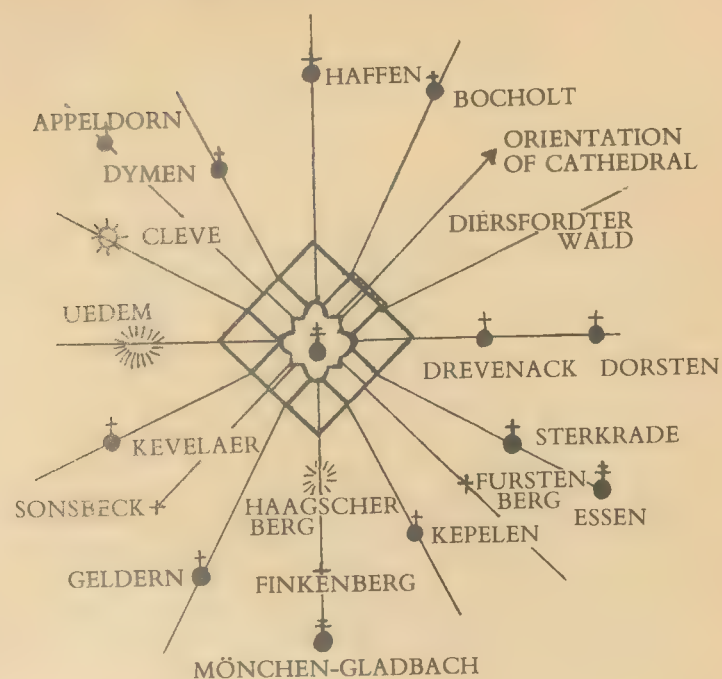 HAFFEN
BOCHOLT
APPELDORN
DYMEN
ORIENTATION
OF CATHEDRAL
CLEVE
DIERSFORDTER
WALD
UEDEM
DREVENACK
DORSTEN
KEVELAER
STERKRADE
SONSBECK
HAAGSCHER
BERG
FURSTEN
BERG
ESSEN
KEPELEN
GELDERN
FINKENBERG
MÖNCHEN-GLADBACH